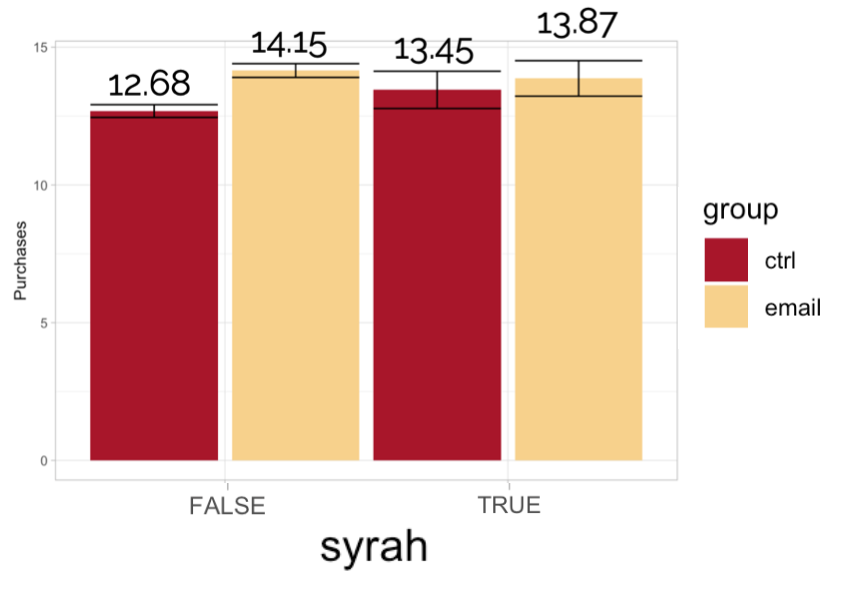 13.87
14.15
13.45
12.68
15
10
5
0
Purchases
FALSE
TRUE
syrah
group
ctrl
email